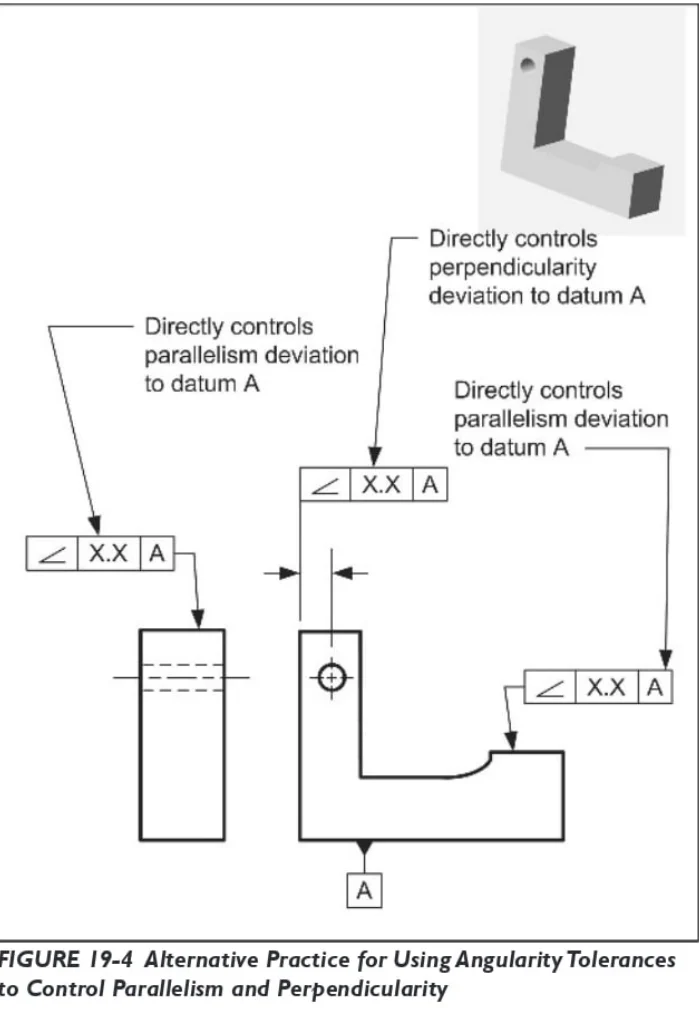 Directly controls
perpendicularity
deviation to datum A
Directly controls
parallelism deviation
to datum A
Directly controls
parallelism deviation
to datum A
∠ X.X A
∠ X.X A
∠ X.X A
A
FIGURE 19-4 Alternative Practice for Using Angularity Tolerances
to Control Parallelism and Perpendicularity